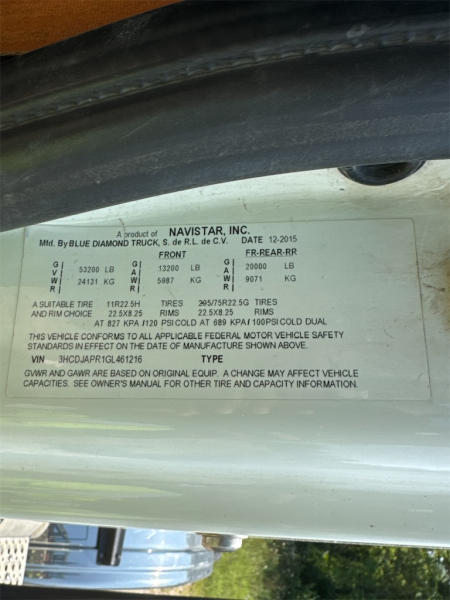 A product of NAVISTAR, INC.
Mfd. By BLUE DIAMOND TRUCK, S. de R.L. de C.V. DATE 12-2015
FRONT FR-REAR-RR
GVWR 53200 LB GAWR 13200 LB GAWR 20000 LB
24131 KG 5987 KG 9071 KG
A SUITABLE TIRE 11R22.5H TIRES 295/75R22.5G TIRES
AND RIM CHOICE 22.5X8.25 RIMS 22.5X8.25 RIMS
AT 827 KPA/120 PSI COLD AT 689 KPA/100PSI COLD DUAL
THIS VEHICLE CONFORMS TO ALL APPLICABLE FEDERAL MOTOR VEHICLE SAFETY
STANDARDS IN EFFECT ON THE DATE OF MANUFACTURE SHOWN ABOVE.
VIN 3HCDJAPR1GL461216 TYPE
GVWR AND GAWR ARE BASED ON ORIGINAL EQUIP. A CHANGE MAY AFFECT VEHICLE
CAPACITIES. SEE OWNER'S MANUAL FOR OTHER TIRE AND CAPACITY INFORMATION.